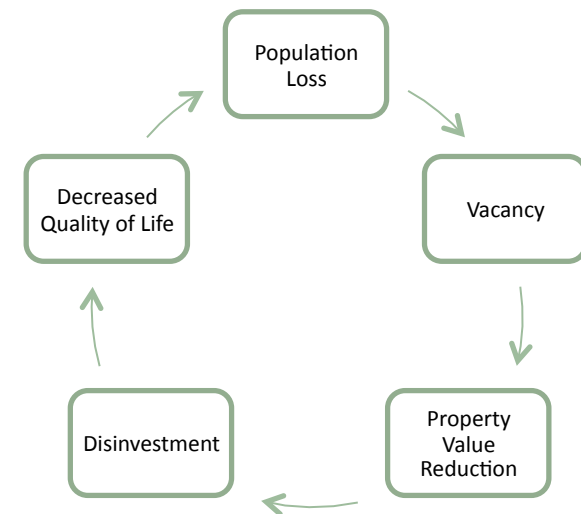 Population
Loss
Vacancy
Property
Value
Reduction
Disinvestment
Decreased
Quality of Life